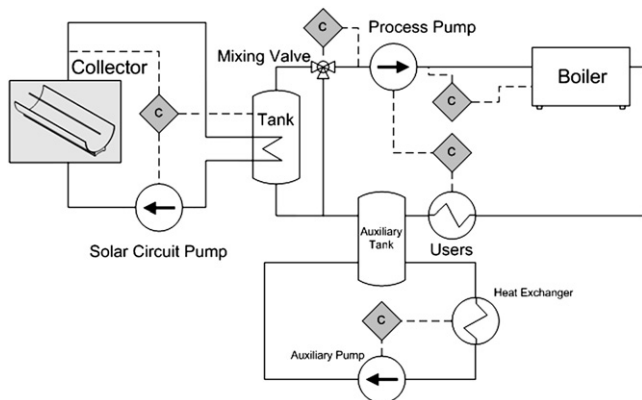 C
Process Pump
Mixing Valve
Collector
Boiler
C
C
Tank
C
Auxiliary
Tank
Users
Solar Circuit Pump
Heat Exchanger
C
Auxiliary Pump